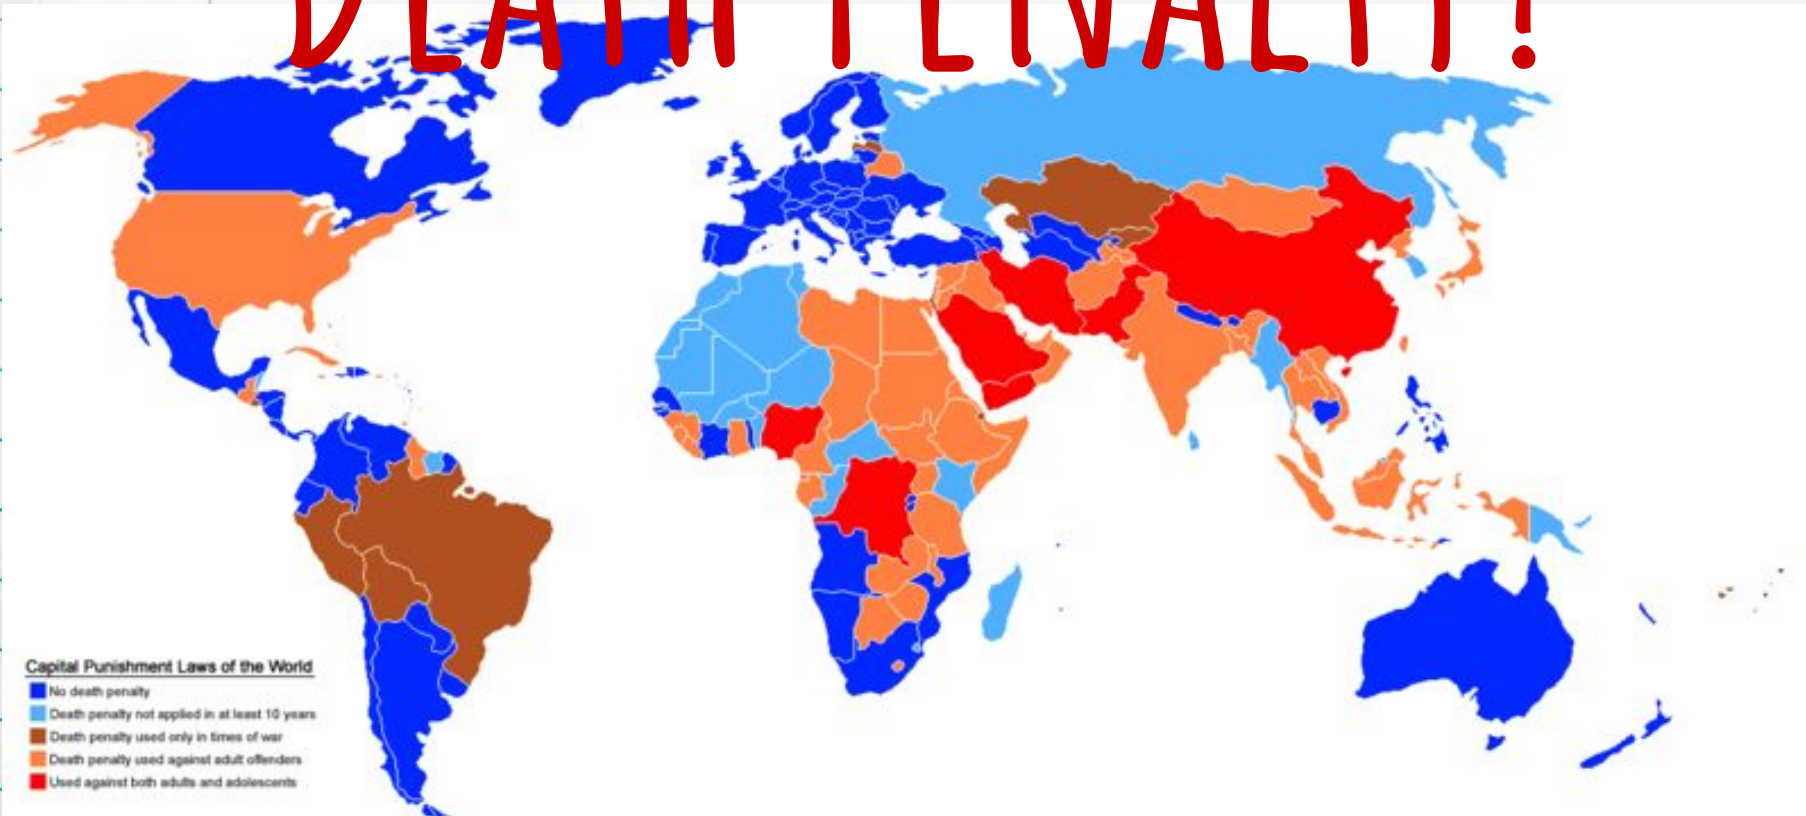 DEATH PENALTY!
Capital Punishment Laws of the World
No death penalty
Death penalty not applied in at least 10 years
Death penalty used only in times of war
Death penalty used against adult offenders
Used against both adults and adolescents